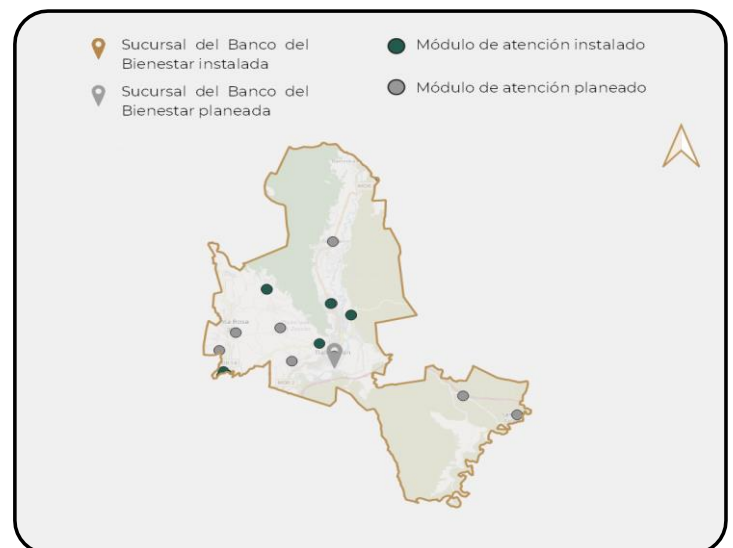 Sucursal del Banco del
Bienestar instalada
Sucursal del Banco del
Bienestar planeada
Módulo de atención instalado
Módulo de atención planeado